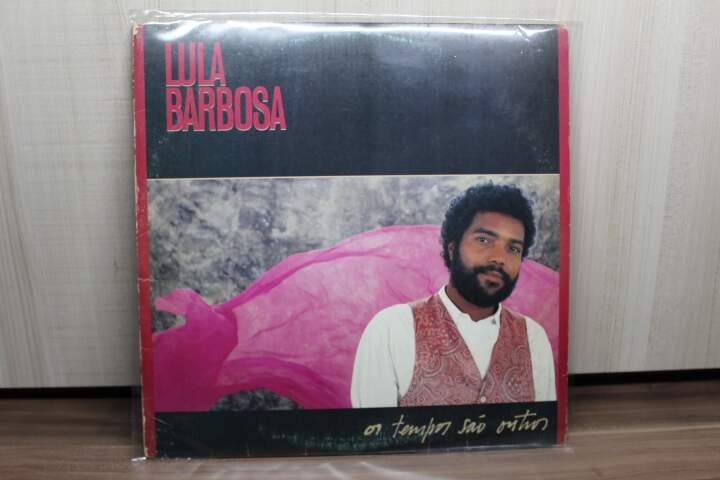 LULA
BARBOSA
os tempos são outros